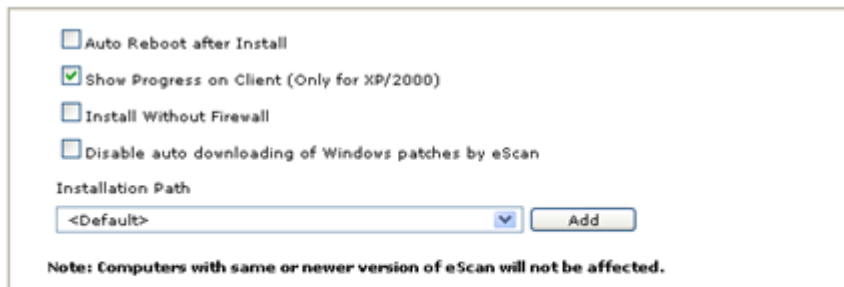 Auto Reboot after Install
Show Progress on Client (Only for XP/2000)
Install Without Firewall
Disable auto downloading of Windows patches by eScan
Installation Path
<Default> Add
Note: Computers with same or newer version of eScan will not be affected.